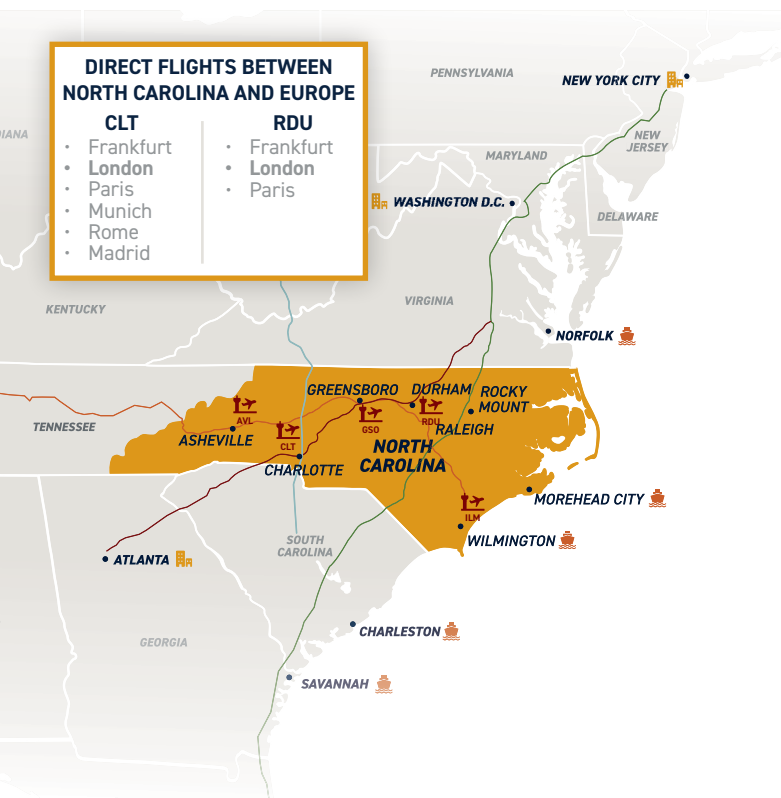 DIRECT FLIGHTS BETWEEN
NORTH CAROLINA AND EUROPE
CLT
• Frankfurt
• London
• Paris
• Munich
• Rome
• Madrid
RDU
• Frankfurt
• London
• Paris
PENNSYLVANIA
NEW YORK CITY
IANA
NEW
JERSEY
MARYLAND
WASHINGTON D.C.
DELAWARE
KENTUCKY
VIRGINIA
NORFOLK
GREENSBORO
DURHAM
ROCKY
MOUNT
AVL
TENNESSEE
ASHEVILLE
CLT
GSO
RDU
RALEIGH
NORTH
CAROLINA
CHARLOTTE
MOREHEAD CITY
ILM
WILMINGTON
SOUTH
CAROLINA
ATLANTA
CHARLESTON
GEORGIA
SAVANNAH